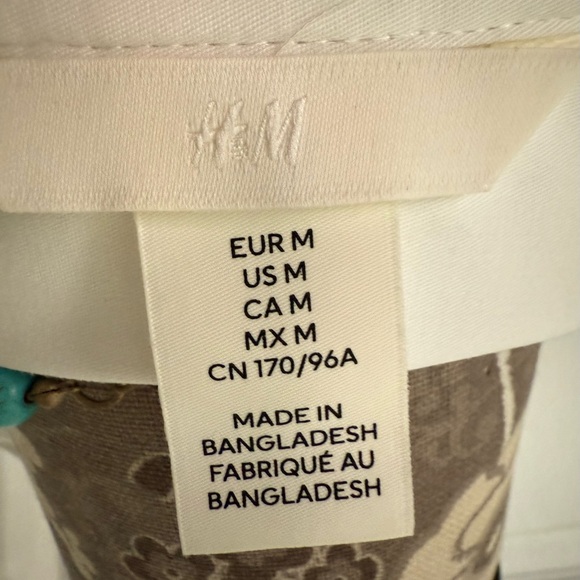 H&M
EUR M
US M
CA M
MX M
CN 170/96A
MADE IN
BANGLADESH
FABRIQUÉ AU
BANGLADESH